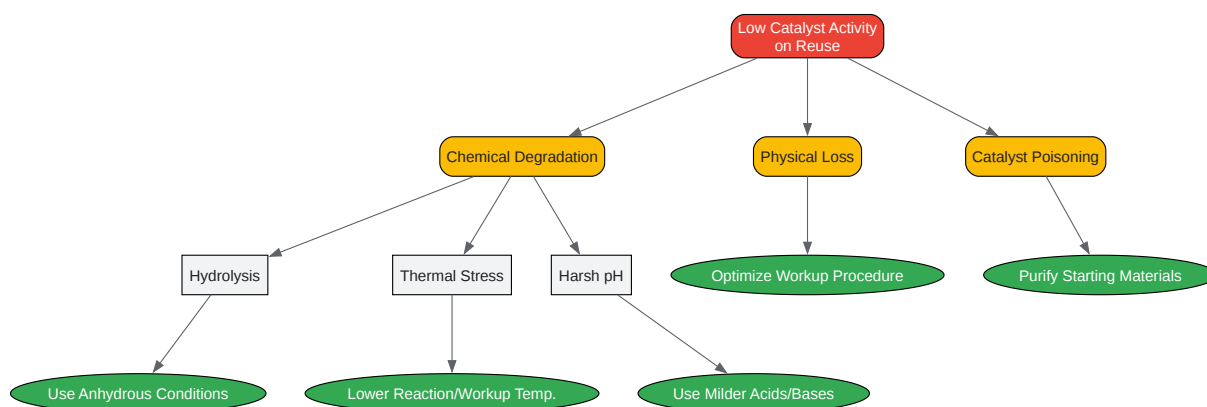 Low Catalyst Activity
on Reuse
Chemical Degradation
Physical Loss
Catalyst Poisoning
Hydrolysis
Thermal Stress
Harsh pH
Optimize Workup Procedure
Purify Starting Materials
Use Anhydrous Conditions
Lower Reaction/Workup Temp.
Use Milder Acids/Bases